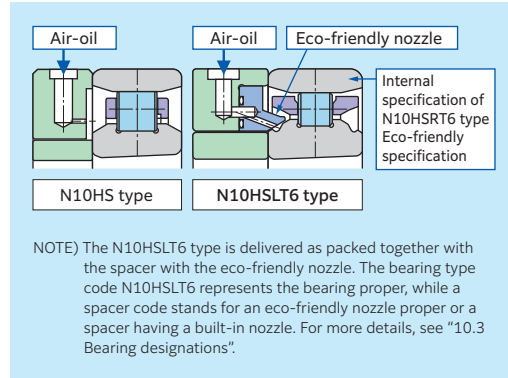 Air-oil
Air-oil
Eco-friendly nozzle
Internal
specification of
N10HSRT6 type
Eco-friendly
specification
N10HS type
N10HSLT6 type
NOTE) The N10HSLT6 type is delivered as packed together with
the spacer with the eco-friendly nozzle. The bearing type
code N10HSLT6 represents the bearing proper, while a
spacer code stands for an eco-friendly nozzle proper or a
spacer having a built-in nozzle. For more details, see “10.3
Bearing designations”.